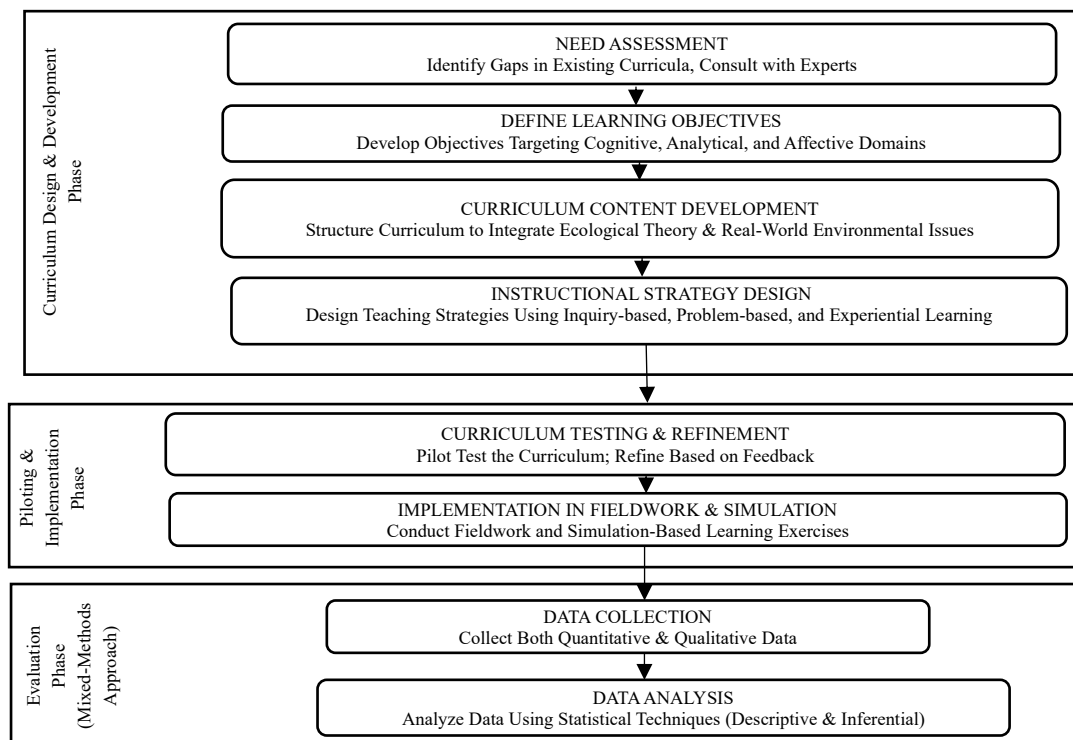 Curriculum Design & Development
Phase
NEED ASSESSMENT
Identify Gaps in Existing Curricula, Consult with Experts
DEFINE LEARNING OBJECTIVES
Develop Objectives Targeting Cognitive, Analytical, and Affective Domains
CURRICULUM CONTENT DEVELOPMENT
Structure Curriculum to Integrate Ecological Theory & Real-World Environmental Issues
INSTRUCTIONAL STRATEGY DESIGN
Design Teaching Strategies Using Inquiry-based, Problem-based, and Experiential Learning
Piloting &
Implementation
Phase
CURRICULUM TESTING & REFINEMENT
Pilot Test the Curriculum; Refine Based on Feedback
IMPLEMENTATION IN FIELDWORK & SIMULATION
Conduct Fieldwork and Simulation-Based Learning Exercises
Evaluation
Phase
(Mixed-Methods
Approach)
DATA COLLECTION
Collect Both Quantitative & Qualitative Data
DATA ANALYSIS
Analyze Data Using Statistical Techniques (Descriptive & Inferential)